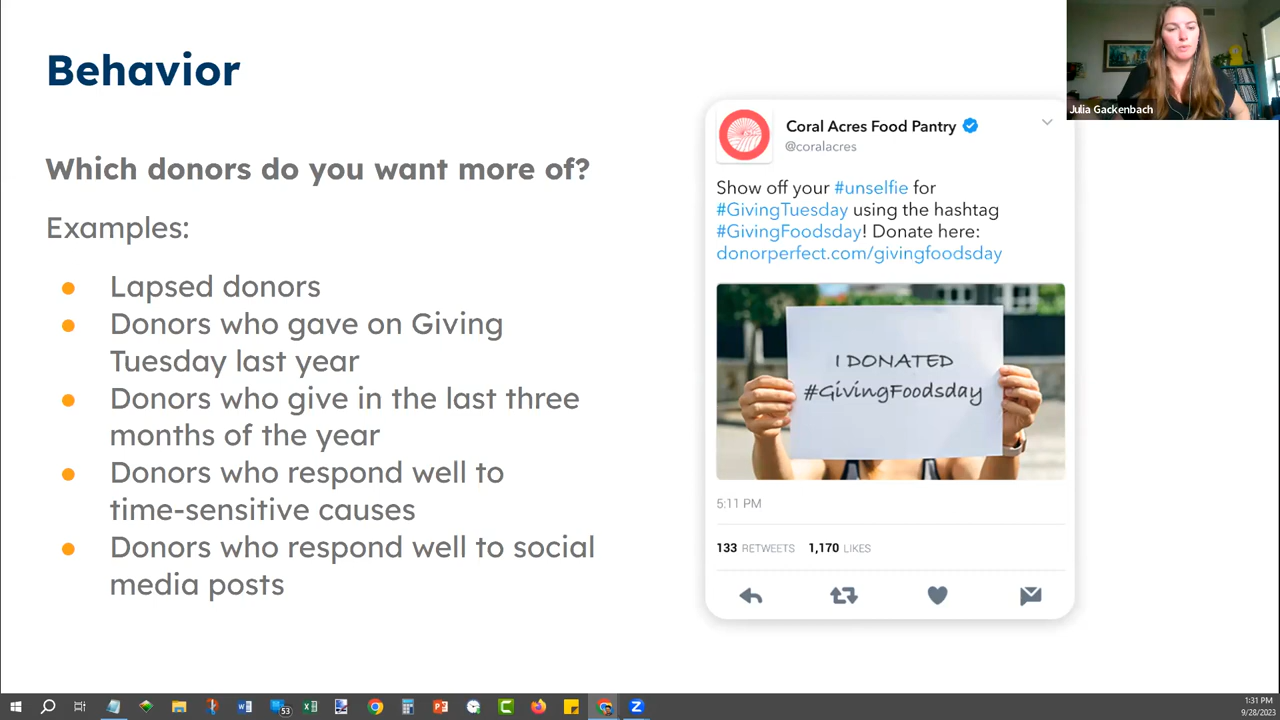 Behavior
Which donors do you want more of?
Examples:
● Lapsed donors
● Donors who gave on Giving
Tuesday last year
● Donors who give in the last three
months of the year
● Donors who respond well to
time-sensitive causes
● Donors who respond well to social
media posts
Julia Gackenbach
Coral Acres Food Pantry
@coralacres
Show off your #unselfie for
#GivingTuesday using the hashtag
#GivingFoodsday! Donate here:
donorperfect.com/givingfoodsday
I DONATED
#GivingFoodsday
5:11 PM
133 RETWEETS 1,170 LIKES
53
1:31 PM
9/28/2023